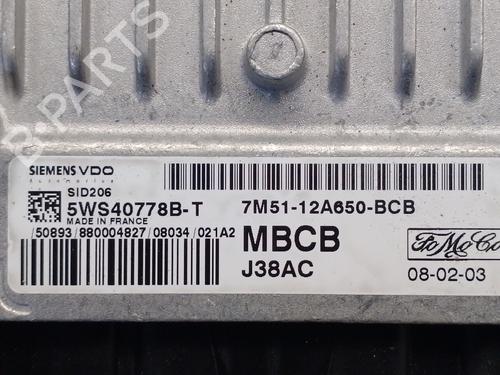 B-PARTS
SIEMENS VDO
Automotive
SID206
5WS40778B-T
MADE IN FRANCE
7M51-12A650-BCB
/50893/880004827/08034/021A2
MBCB
J38AC
FoMoCo
08-02-03